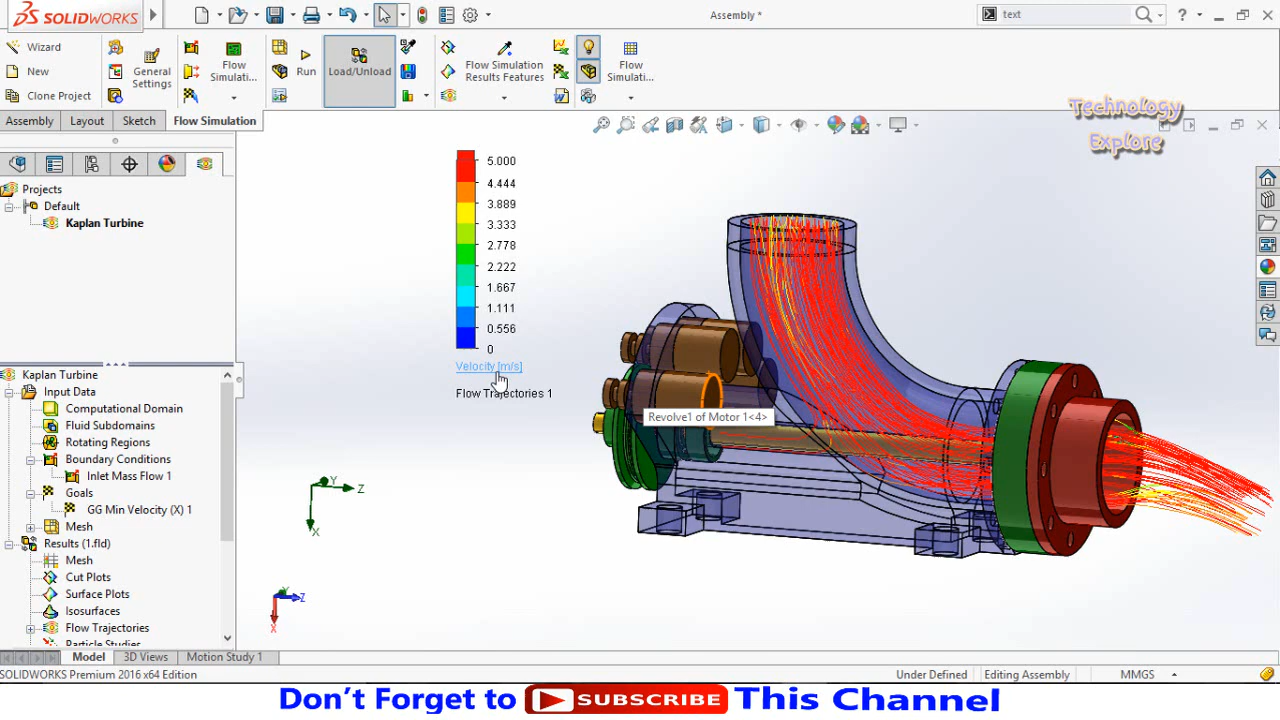 SOLIDWORKS
Assembly *
text
Wizard
New
Clone Project
General
Settings
Flow
Simulati...
Run
Load/Unload
Flow Simulation
Results Features
Flow
Simulati...
Assembly
Layout
Sketch
Flow Simulation
Technology
Explore
Projects
Default
Kaplan Turbine
5.000
4.444
3.889
3.333
2.778
2.222
1.667
1.111
0.556
0
Velocity [m/s]
Flow Trajectories 1
Revolve1 of Motor 1<4>
Kaplan Turbine
Input Data
Computational Domain
Fluid Subdomains
Rotating Regions
Boundary Conditions
Inlet Mass Flow 1
Goals
GG Min Velocity (X) 1
Mesh
Results (1.fld)
Mesh
Cut Plots
Surface Plots
Isosurfaces
Flow Trajectories
Particle Studies
Y
Z
X
Y
Z
X
Model
3D Views
Motion Study 1
SOLIDWORKS Premium 2016 x64 Edition
Under Defined
Editing Assembly
MMGS
Don't Forget to SUBSCRIBE This Channel